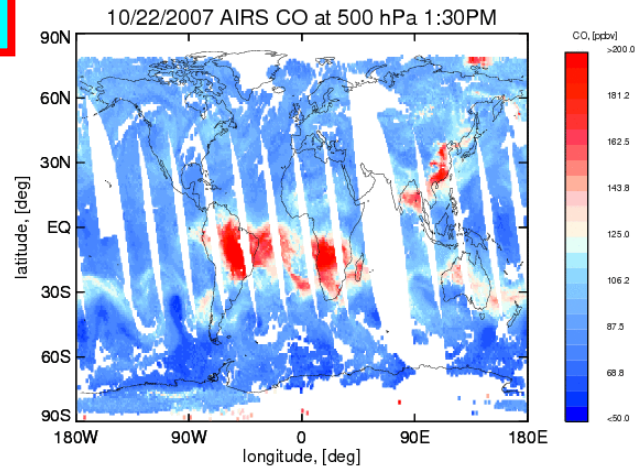 10/22/2007 AIRS CO at 500 hPa 1:30PM
CO, [ppbv]
>200.0
181.2
162.5
143.8
125.0
106.2
87.5
68.8
<50.0
latitude, [deg]
90N
60N
30N
EQ
30S
60S
90S
180W
90W
0
90E
180E
longitude, [deg]